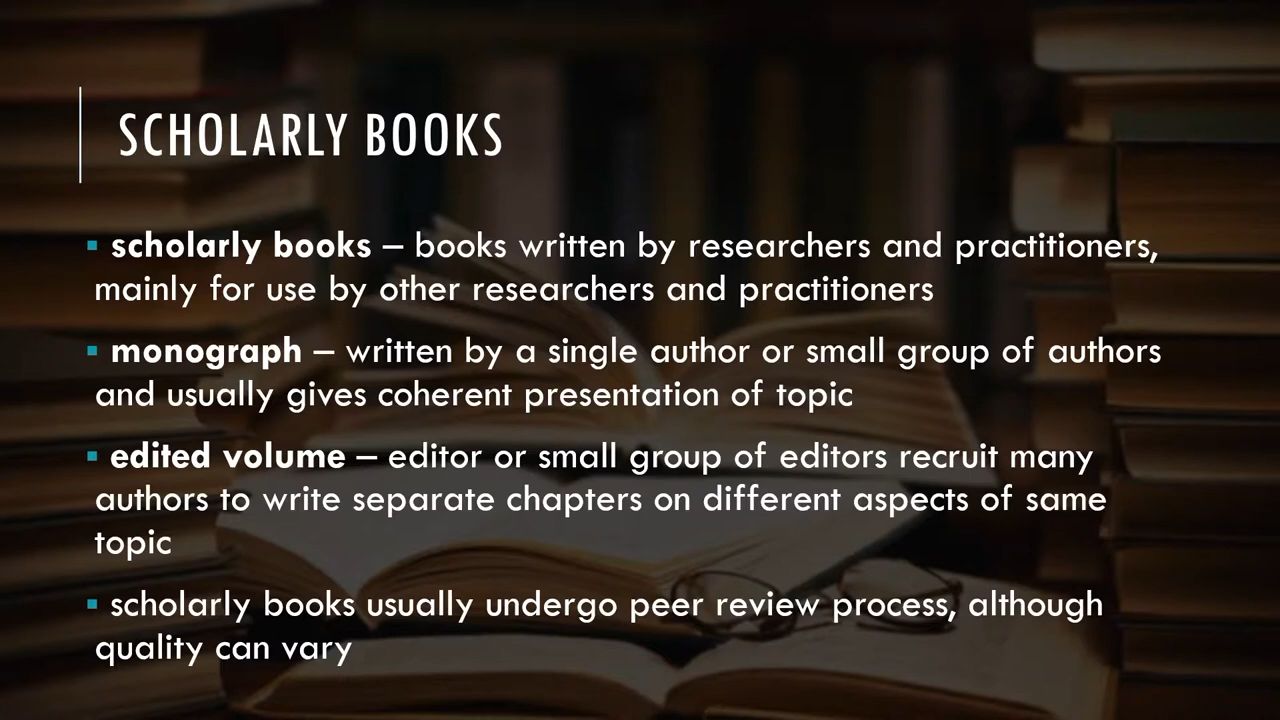 SCHOLARLY BOOKS
▪ scholarly books – books written by researchers and practitioners,
mainly for use by other researchers and practitioners
▪ monograph – written by a single author or small group of authors
and usually gives coherent presentation of topic
▪ edited volume – editor or small group of editors recruit many
authors to write separate chapters on different aspects of same
topic
▪ scholarly books usually undergo peer review process, although
quality can vary